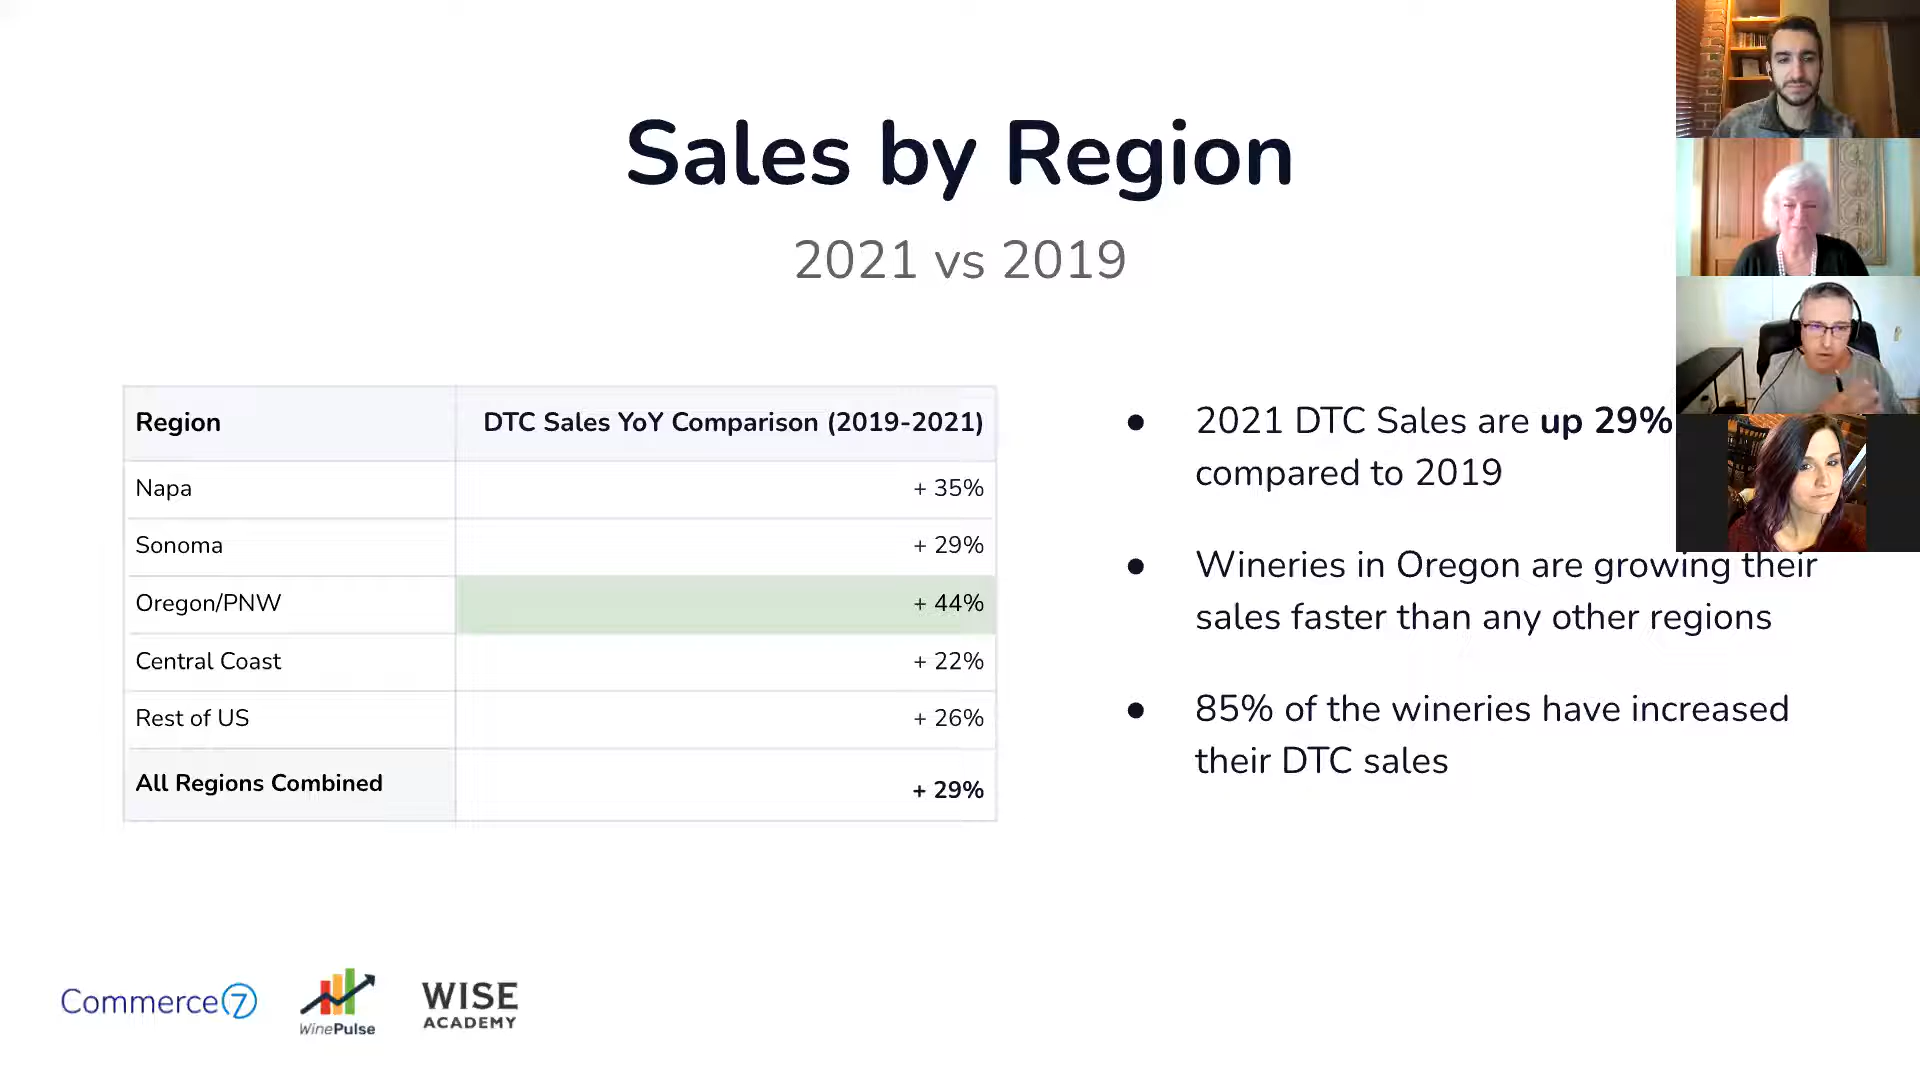 Sales by Region
2021 vs 2019
Region DTC Sales YoY Comparison (2019-2021)
Napa + 35%
Sonoma + 29%
Oregon/PNW + 44%
Central Coast + 22%
Rest of US + 26%
All Regions Combined + 29%
● 2021 DTC Sales are up 29%
compared to 2019
● Wineries in Oregon are growing their
sales faster than any other regions
● 85% of the wineries have increased
their DTC sales
Commerce7
WinePulse
WISE
ACADEMY